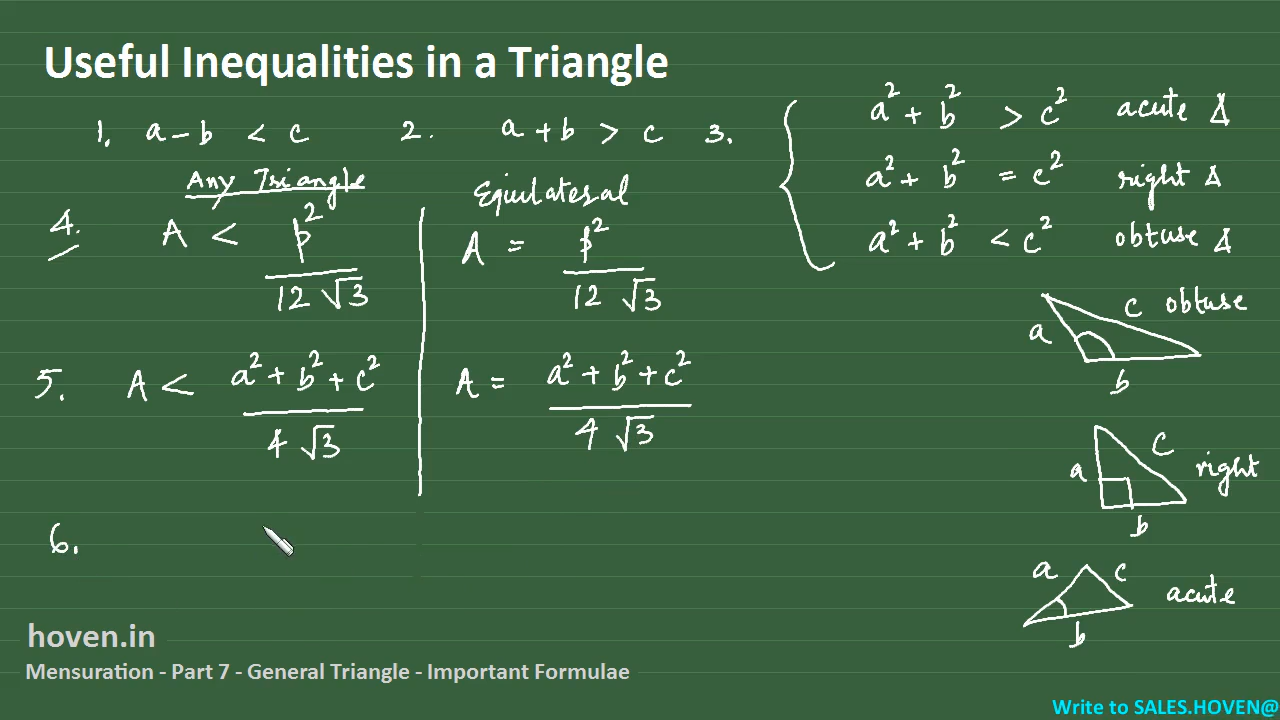 Useful Inequalities in a Triangle
1. a - b < c 2. a + b > c 3.
a² + b² > c² acute Δ
a² + b² = c² right Δ
a² + b² < c² obtuse Δ
Any Triangle Equilateral
4. A < p² / 12 √3 A = p² / 12 √3
5. A < a² + b² + c² / 4 √3 A = a² + b² + c² / 4 √3
6.
a c obtuse
b
a c right
b
a c acute
b
hoven.in
Mensuration - Part 7 - General Triangle - Important Formulae
Write to SALES.HOVEN@